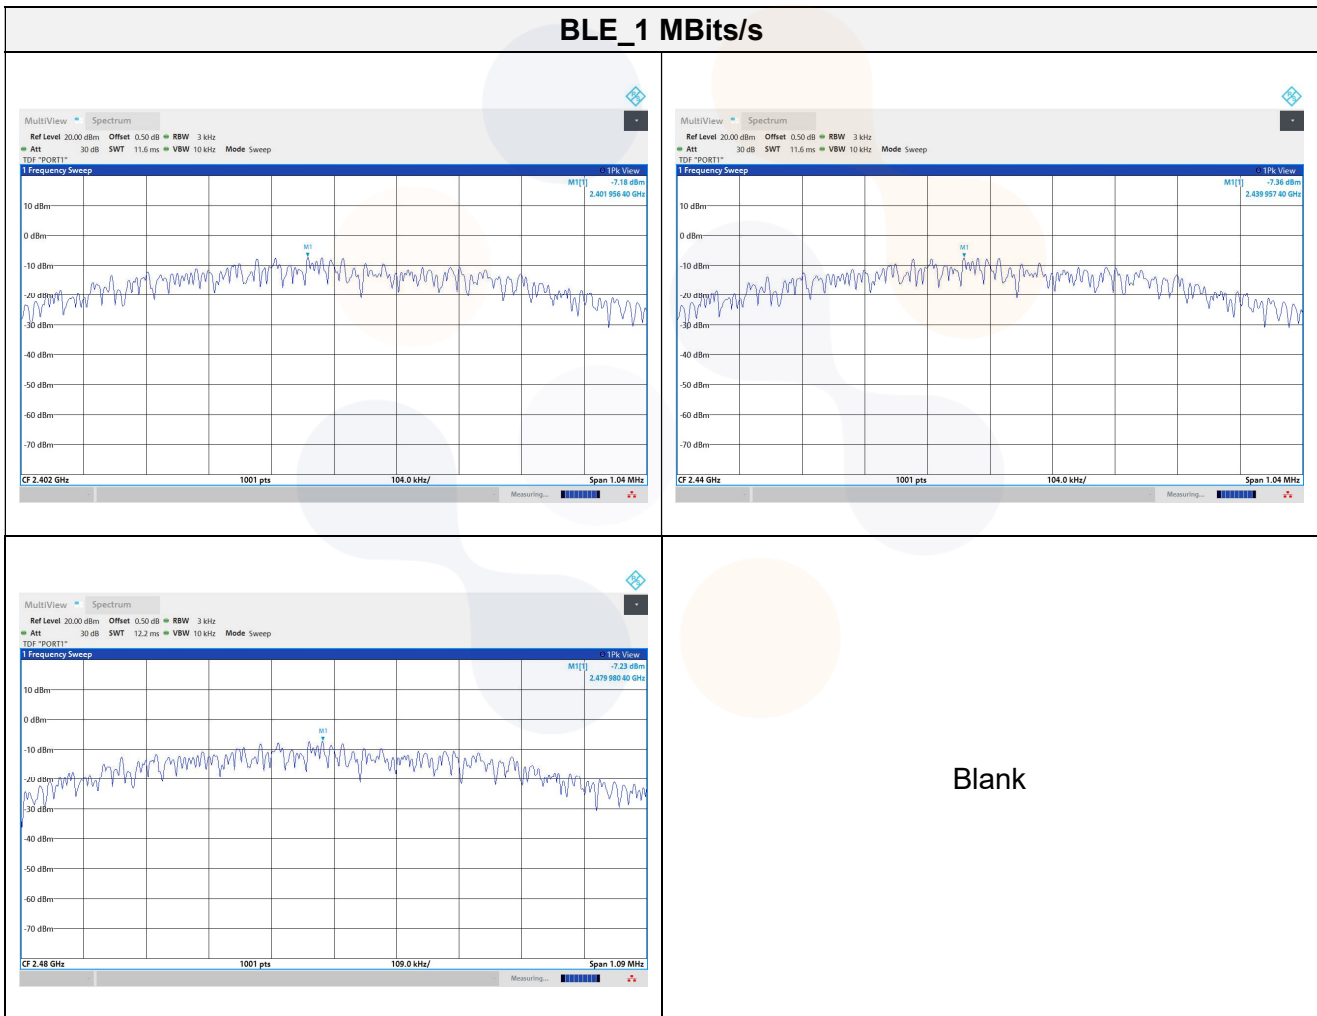 BLE_1 MBits/s
MultiView Spectrum
Ref Level 20.00 dBm Offset 0.50 dB RBW 3 kHz
Att 30 dB SWT 11.6 ms VBW 10 kHz Mode Sweep
TDF "PORT1"
1 Frequency Sweep 1Pk View
M1[1] -7.18 dBm
2.401 956 40 GHz
10 dBm
0 dBm
M1
-10 dBm
-20 dBm
-30 dBm
-40 dBm
-50 dBm
-60 dBm
-70 dBm
CF 2.402 GHz 1001 pts 104.0 kHz/ Span 1.04 MHz
Measuring...
MultiView Spectrum
Ref Level 20.00 dBm Offset 0.50 dB RBW 3 kHz
Att 30 dB SWT 11.6 ms VBW 10 kHz Mode Sweep
TDF "PORT1"
1 Frequency Sweep 1Pk View
M1[1] -7.36 dBm
2.439 957 40 GHz
10 dBm
0 dBm
M1
-10 dBm
-20 dBm
-30 dBm
-40 dBm
-50 dBm
-60 dBm
-70 dBm
CF 2.44 GHz 1001 pts 104.0 kHz/ Span 1.04 MHz
Measuring...
MultiView Spectrum
Ref Level 20.00 dBm Offset 0.50 dB RBW 3 kHz
Att 30 dB SWT 12.2 ms VBW 10 kHz Mode Sweep
TDF "PORT1"
1 Frequency Sweep 1Pk View
M1[1] -7.23 dBm
2.479 980 40 GHz
10 dBm
0 dBm
M1
-10 dBm
-20 dBm
-30 dBm
-40 dBm
-50 dBm
-60 dBm
-70 dBm
CF 2.48 GHz 1001 pts 109.0 kHz/ Span 1.09 MHz
Measuring...
Blank